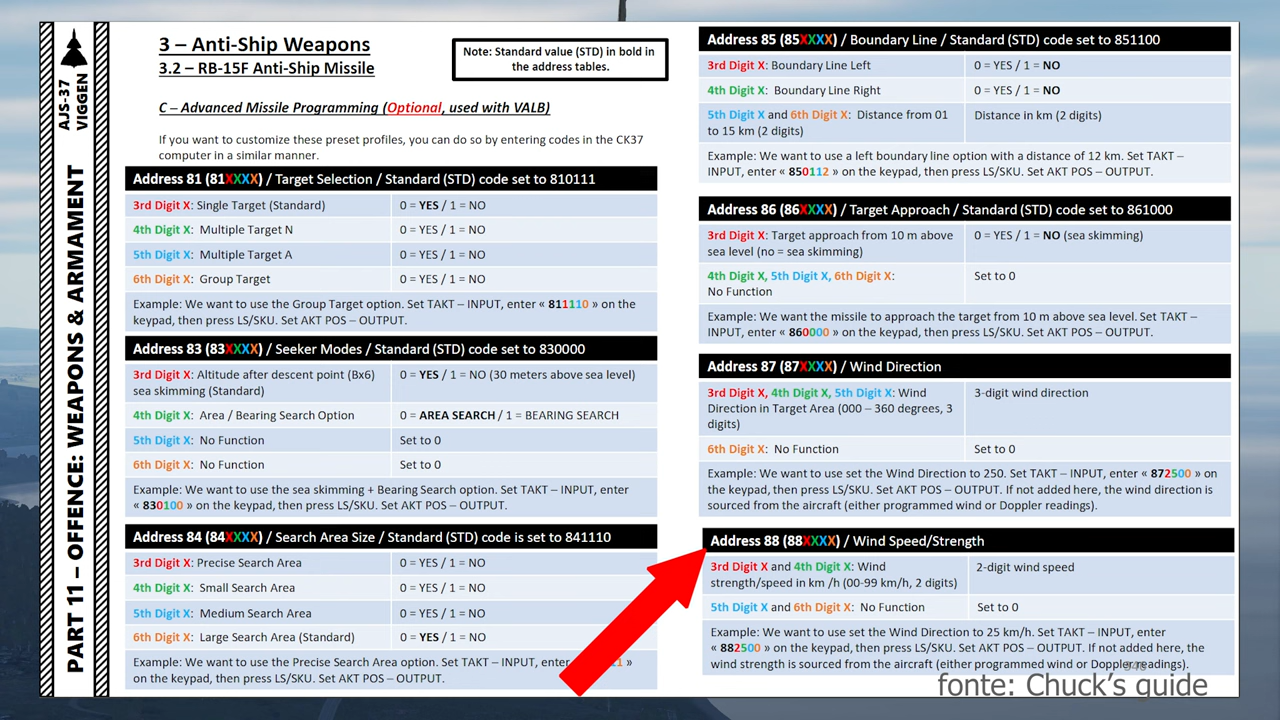 AJS-37
VIGGEN
PART 11 – OFFENCE: WEAPONS & ARMAMENT
3 – Anti-Ship Weapons
3.2 – RB-15F Anti-Ship Missile
Note: Standard value (STD) in bold in
the address tables.
C – Advanced Missile Programming (Optional, used with VALB)
If you want to customize these preset profiles, you can do so by entering codes in the CK37
computer in a similar manner.
Address 81 (81XXXX) / Target Selection / Standard (STD) code set to 810111
3rd Digit X: Single Target (Standard) 0 = YES / 1 = NO
4th Digit X: Multiple Target N 0 = YES / 1 = NO
5th Digit X: Multiple Target A 0 = YES / 1 = NO
6th Digit X: Group Target 0 = YES / 1 = NO
Example: We want to use the Group Target option. Set TAKT – INPUT, enter « 811110 » on the
keypad, then press LS/SKU. Set AKT POS – OUTPUT.
Address 83 (83XXXX) / Seeker Modes / Standard (STD) code set to 830000
3rd Digit X: Altitude after descent point (Bx6) 0 = YES / 1 = NO (30 meters above sea level)
sea skimming (Standard)
4th Digit X: Area / Bearing Search Option 0 = AREA SEARCH / 1 = BEARING SEARCH
5th Digit X: No Function Set to 0
6th Digit X: No Function Set to 0
Example: We want to use the sea skimming + Bearing Search option. Set TAKT – INPUT, enter
« 830100 » on the keypad, then press LS/SKU. Set AKT POS – OUTPUT.
Address 84 (84XXXX) / Search Area Size / Standard (STD) code is set to 841110
3rd Digit X: Precise Search Area 0 = YES / 1 = NO
4th Digit X: Small Search Area 0 = YES / 1 = NO
5th Digit X: Medium Search Area 0 = YES / 1 = NO
6th Digit X: Large Search Area (Standard) 0 = YES / 1 = NO
Example: We want to use the Precise Search Area option. Set TAKT – INPUT, enter »
on the keypad, then press LS/SKU. Set AKT POS – OUTPUT.
Address 85 (85XXXX) / Boundary Line / Standard (STD) code set to 851100
3rd Digit X: Boundary Line Left 0 = YES / 1 = NO
4th Digit X: Boundary Line Right 0 = YES / 1 = NO
5th Digit X and 6th Digit X: Distance from 01 Distance in km (2 digits)
to 15 km (2 digits)
Example: We want to use a left boundary line option with a distance of 12 km. Set TAKT –
INPUT, enter « 850112 » on the keypad, then press LS/SKU. Set AKT POS – OUTPUT.
Address 86 (86XXXX) / Target Approach / Standard (STD) code set to 861000
3rd Digit X: Target approach from 10 m above 0 = YES / 1 = NO (sea skimming)
sea level (no = sea skimming)
4th Digit X, 5th Digit X, 6th Digit X: Set to 0
No Function
Example: We want the missile to approach the target from 10 m above sea level. Set TAKT –
INPUT, enter « 860000 » on the keypad, then press LS/SKU. Set AKT POS – OUTPUT.
Address 87 (87XXXX) / Wind Direction
3rd Digit X, 4th Digit X, 5th Digit X: Wind 3-digit wind direction
Direction in Target Area (000 – 360 degrees, 3
digits)
6th Digit X: No Function Set to 0
Example: We want to use set the Wind Direction to 250. Set TAKT – INPUT, enter « 872500 » on
the keypad, then press LS/SKU. Set AKT POS – OUTPUT. If not added here, the wind direction is
sourced from the aircraft (either programmed wind or Doppler readings).
Address 88 (88XXXX) / Wind Speed/Strength
3rd Digit X and 4th Digit X: Wind 2-digit wind speed
strength/speed in km /h (00-99 km/h, 2 digits)
5th Digit X and 6th Digit X: No Function Set to 0
Example: We want to use set the Wind Direction to 25 km/h. Set TAKT – INPUT, enter
« 882500 » on the keypad, then press LS/SKU. Set AKT POS – OUTPUT. If not added here, the
wind strength is sourced from the aircraft (either programmed wind or Doppler readings).
fonte: Chuck's guide